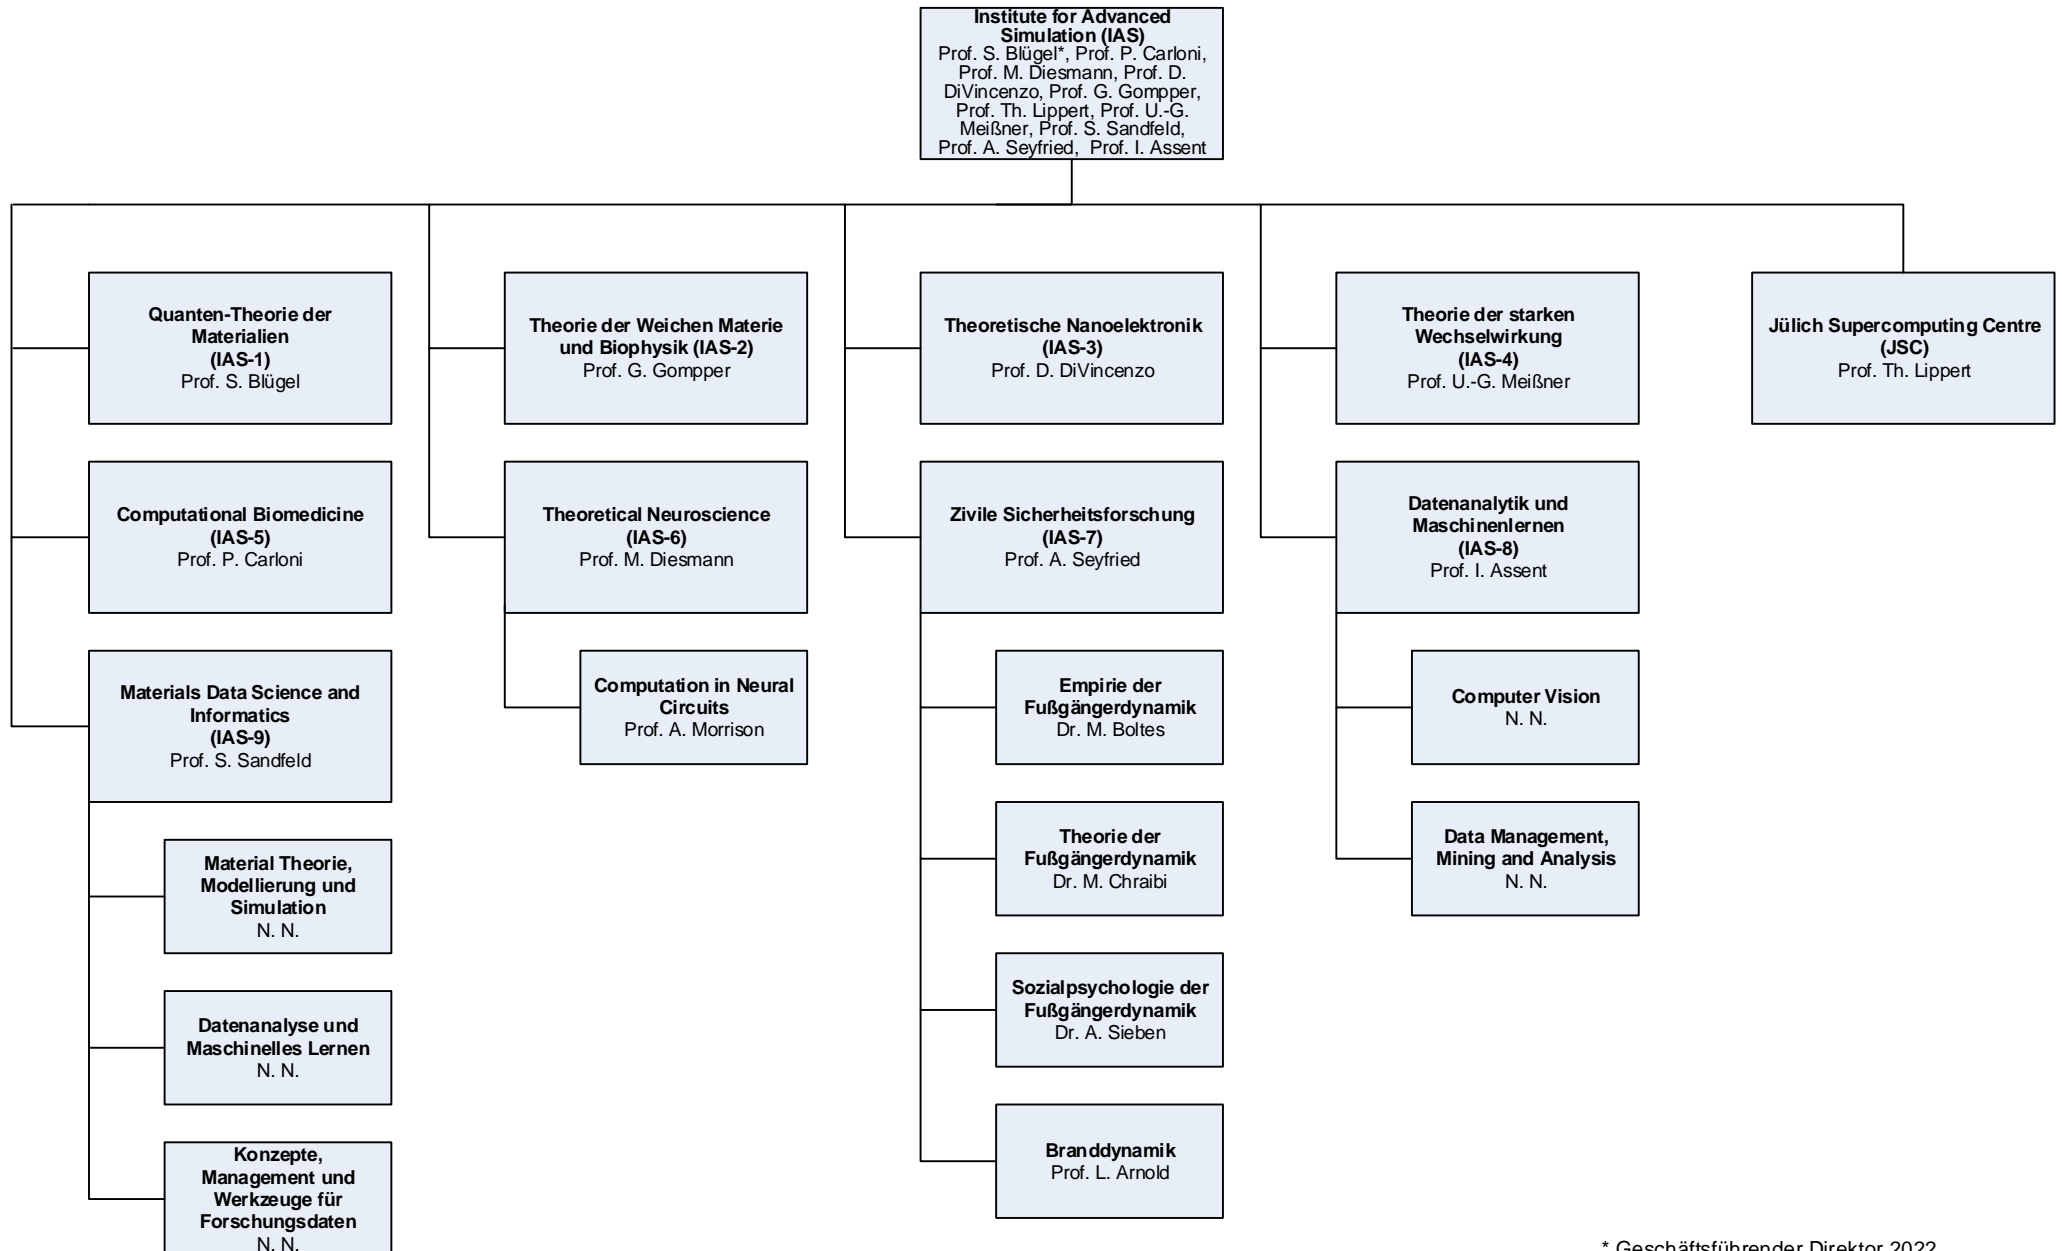 Institute for Advanced
Simulation (IAS)
Prof. S. Blügel*, Prof. P. Carloni,
Prof. M. Diesmann, Prof. D.
DiVincenzo, Prof. G. Gompper,
Prof. Th. Lippert, Prof. U.-G.
Meißner, Prof. S. Sandfeld,
Prof. A. Seyfried, Prof. I. Assent
Quanten-Theorie der
Materialien
(IAS-1)
Prof. S. Blügel
Theorie der Weichen Materie
und Biophysik (IAS-2)
Prof. G. Gompper
Theoretische Nanoelektronik
(IAS-3)
Prof. D. DiVincenzo
Theorie der starken
Wechselwirkung
(IAS-4)
Prof. U.-G. Meißner
Jülich Supercomputing Centre
(JSC)
Prof. Th. Lippert
Computational Biomedicine
(IAS-5)
Prof. P. Carloni
Theoretical Neuroscience
(IAS-6)
Prof. M. Diesmann
Zivile Sicherheitsforschung
(IAS-7)
Prof. A. Seyfried
Datenanalytik und
Maschinenlernen
(IAS-8)
Prof. I. Assent
Materials Data Science and
Informatics
(IAS-9)
Prof. S. Sandfeld
Computation in Neural
Circuits
Prof. A. Morrison
Empirie der
Fußgängerdynamik
Dr. M. Boltes
Computer Vision
N. N.
Theorie der
Fußgängerdynamik
Dr. M. Chraibi
Data Management,
Mining and Analysis
N. N.
Material Theorie,
Modellierung und
Simulation
N. N.
Sozialpsychologie der
Fußgängerdynamik
Dr. A. Sieben
Datenanalyse und
Maschinelles Lernen
N. N.
Branddynamik
Prof. L. Arnold
Konzepte,
Management und
Werkzeuge für
Forschungsdaten
N. N.
* Geschäftsführender Direktor 2022